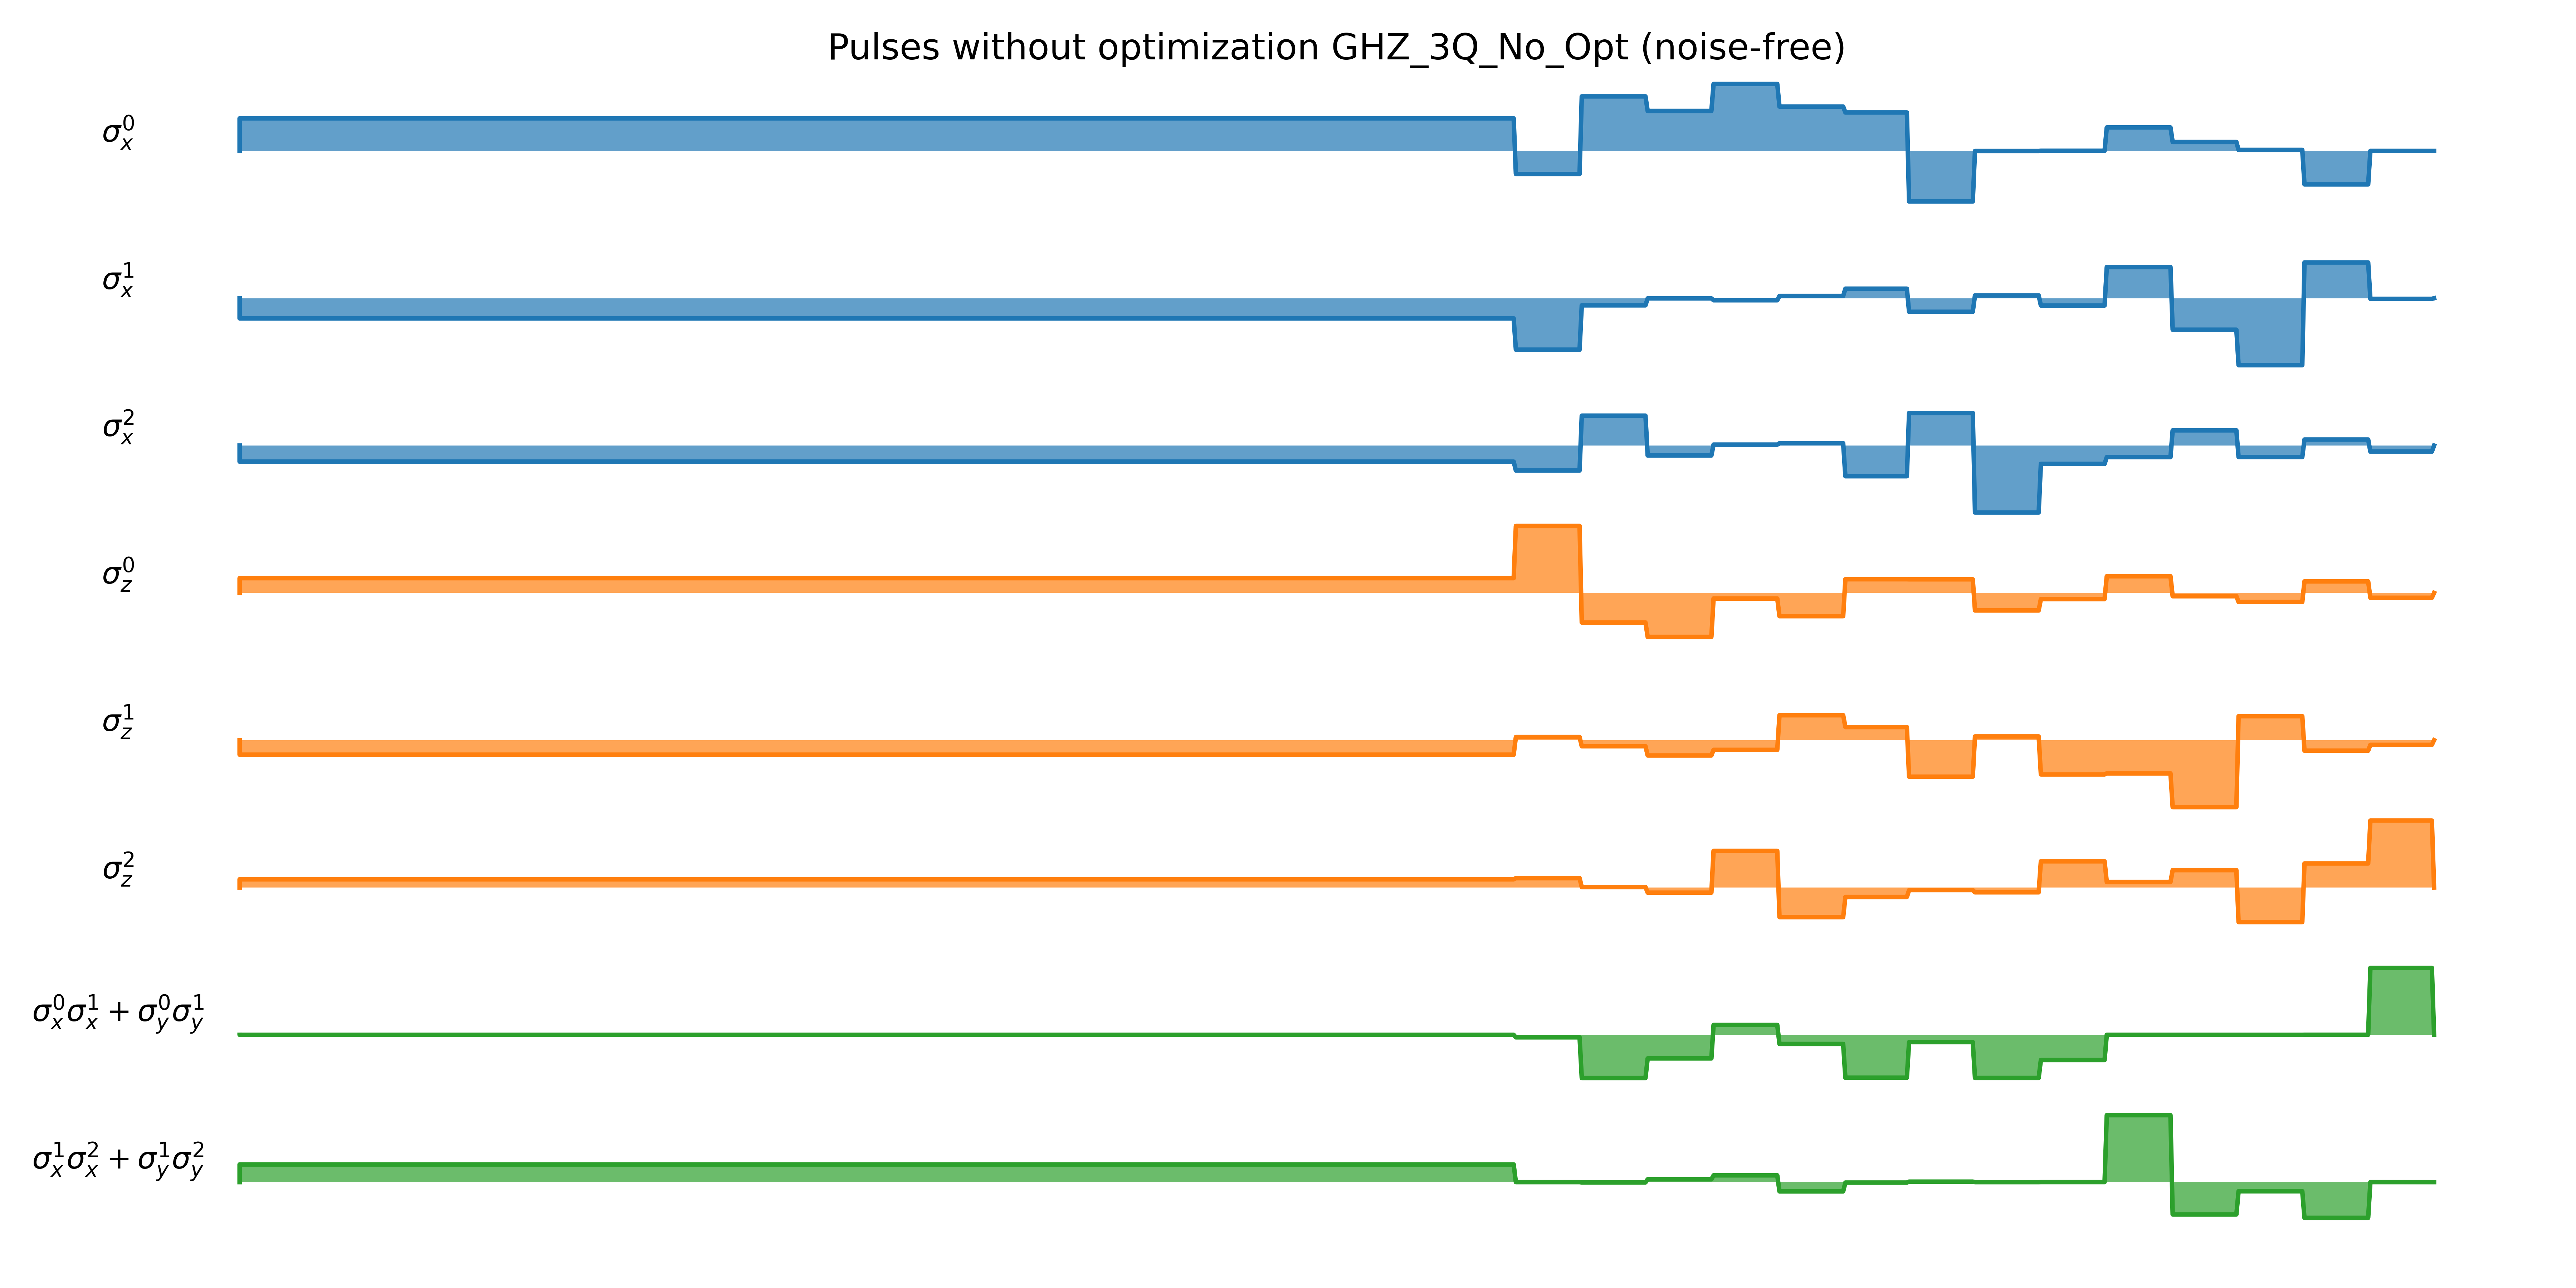 Pulses without optimization GHZ_3Q_No_Opt (noise-free)
σ_x^0
σ_x^1
σ_x^2
σ_z^0
σ_z^1
σ_z^2
σ_x^0σ_x^1 + σ_y^0σ_y^1
σ_x^1σ_x^2 + σ_y^1σ_y^2